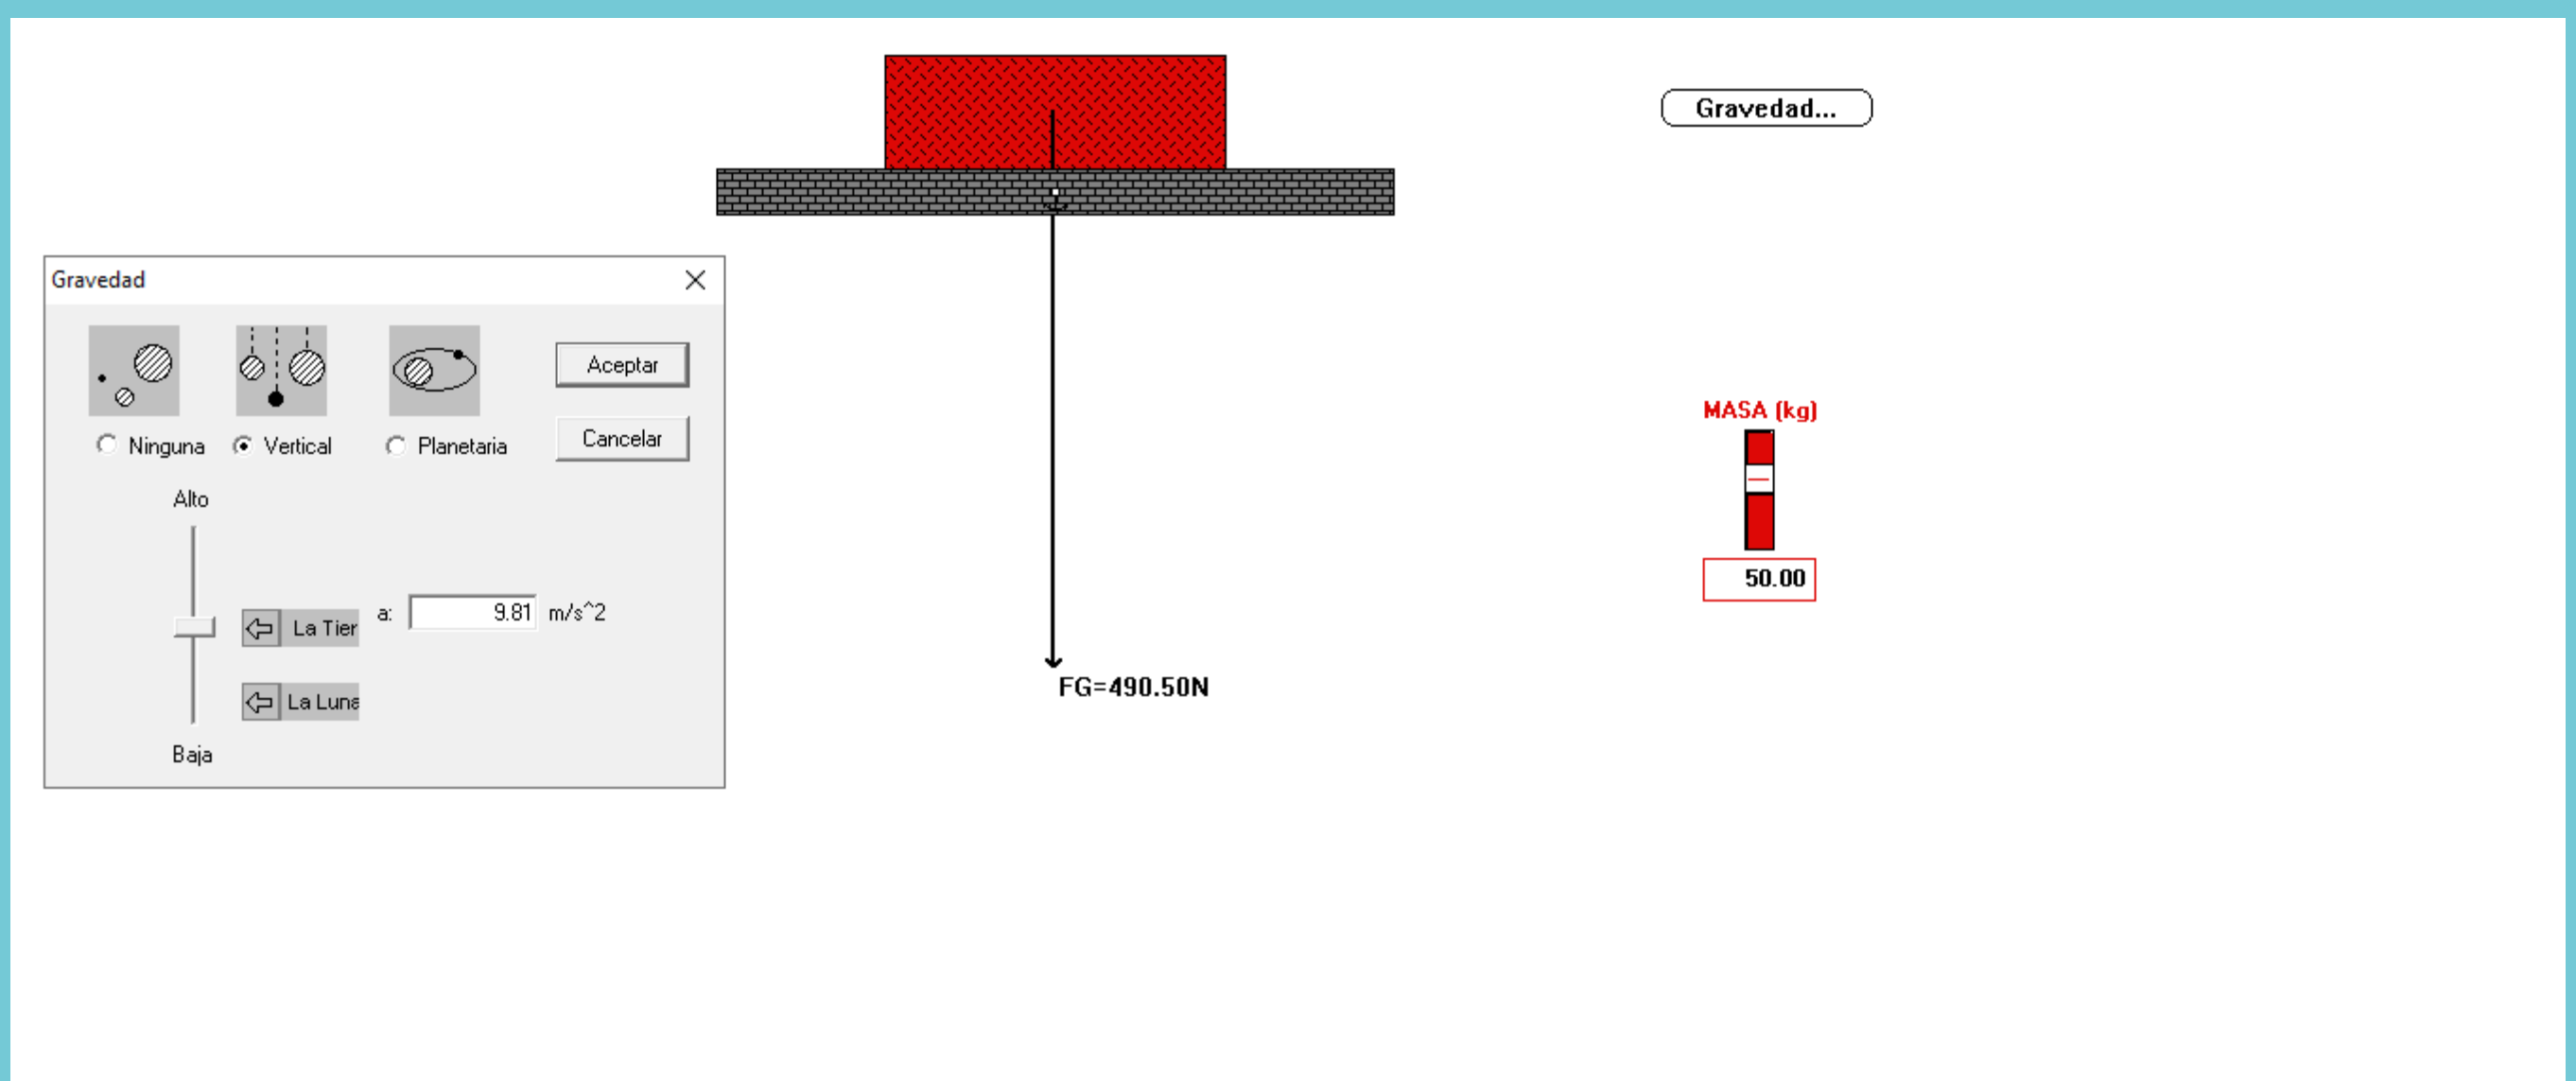 Gravedad...
Gravedad
Aceptar
Cancelar
Ninguna
Vertical
Planetaria
Alto
La Tier
a:
9.81
m/s^2
La Luna
Baja
MASA (kg)
50.00
FG=490.50N